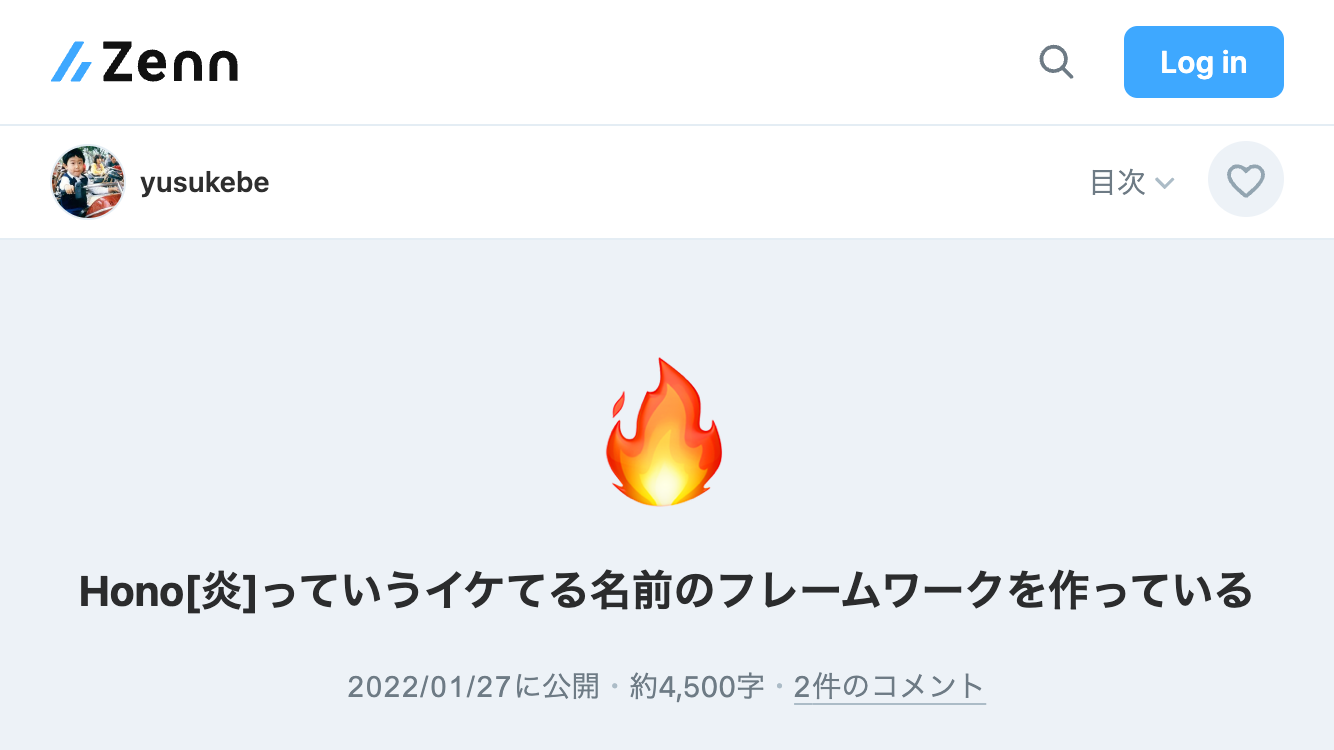 Zenn
Log in
yusukebe
目次
Hono[炎]っていうイケてる名前のフレームワークを作っている
2022/01/27に公開・約4,500字・2件のコメント